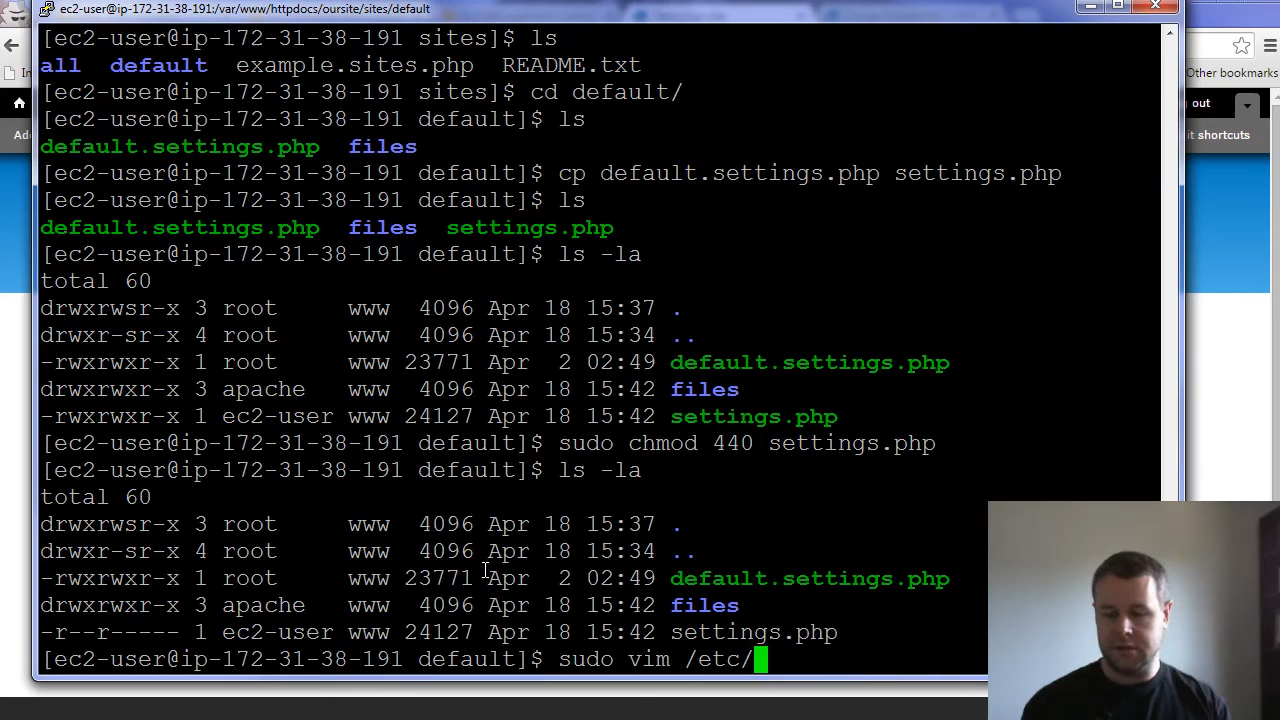 ec2-user@ip-172-31-38-191:/var/www/httpdocs/oursite/sites/default
[ec2-user@ip-172-31-38-191 sites]$ ls
all default example.sites.php README.txt
[ec2-user@ip-172-31-38-191 sites]$ cd default/
[ec2-user@ip-172-31-38-191 default]$ ls
default.settings.php files
[ec2-user@ip-172-31-38-191 default]$ cp default.settings.php settings.php
[ec2-user@ip-172-31-38-191 default]$ ls
default.settings.php files settings.php
[ec2-user@ip-172-31-38-191 default]$ ls -la
total 60
drwxrwsr-x 3 root www 4096 Apr 18 15:37 .
drwxr-sr-x 4 root www 4096 Apr 18 15:34 ..
-rwxrwxr-x 1 root www 23771 Apr 2 02:49 default.settings.php
drwxrwxr-x 3 apache www 4096 Apr 18 15:42 files
-rwxrwxr-x 1 ec2-user www 24127 Apr 18 15:42 settings.php
[ec2-user@ip-172-31-38-191 default]$ sudo chmod 440 settings.php
[ec2-user@ip-172-31-38-191 default]$ ls -la
total 60
drwxrwsr-x 3 root www 4096 Apr 18 15:37 .
drwxr-sr-x 4 root www 4096 Apr 18 15:34 ..
-rwxrwxr-x 1 root www 23771 Apr 2 02:49 default.settings.php
drwxrwxr-x 3 apache www 4096 Apr 18 15:42 files
-r--r----- 1 ec2-user www 24127 Apr 18 15:42 settings.php
[ec2-user@ip-172-31-38-191 default]$ sudo vim /etc/
Other bookmarks
out
shortcuts